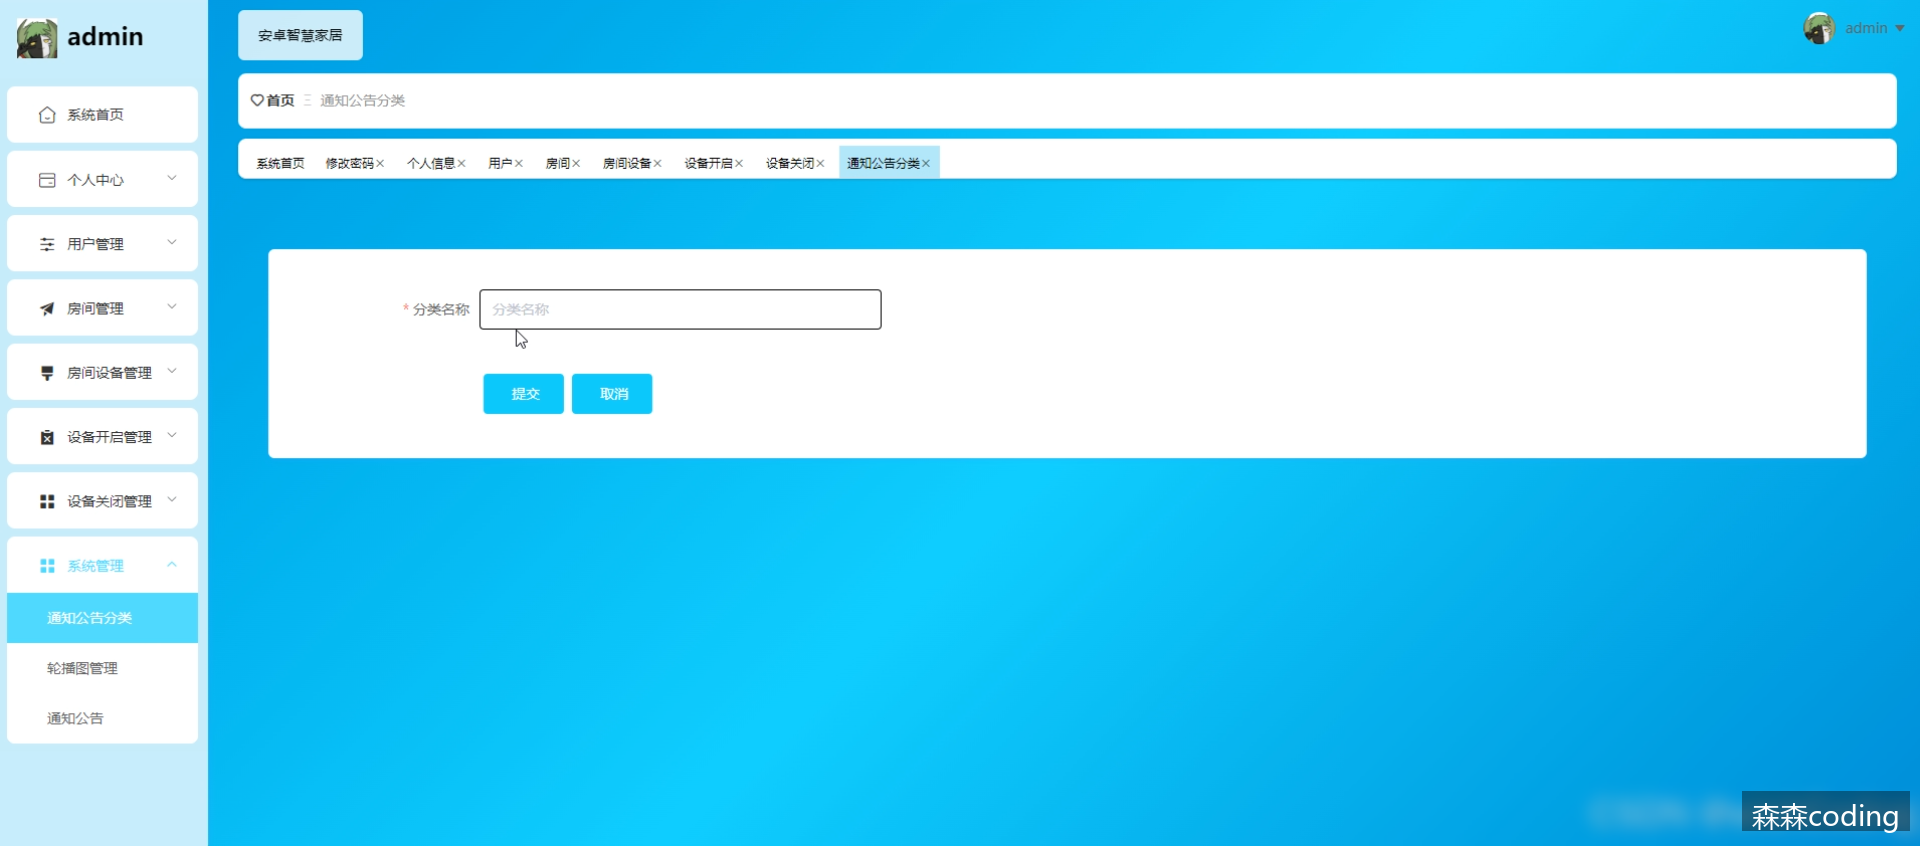 admin
系统首页
个人中心
用户管理
房间管理
房间设备管理
设备开启管理
设备关闭管理
系统管理
通知公告分类
轮播图管理
通知公告
安卓智慧家居
admin
首页 通知公告分类
系统首页 修改密码× 个人信息× 用户× 房间× 房间设备× 设备开启× 设备关闭× 通知公告分类×
* 分类名称 分类名称
提交 取消
森森coding